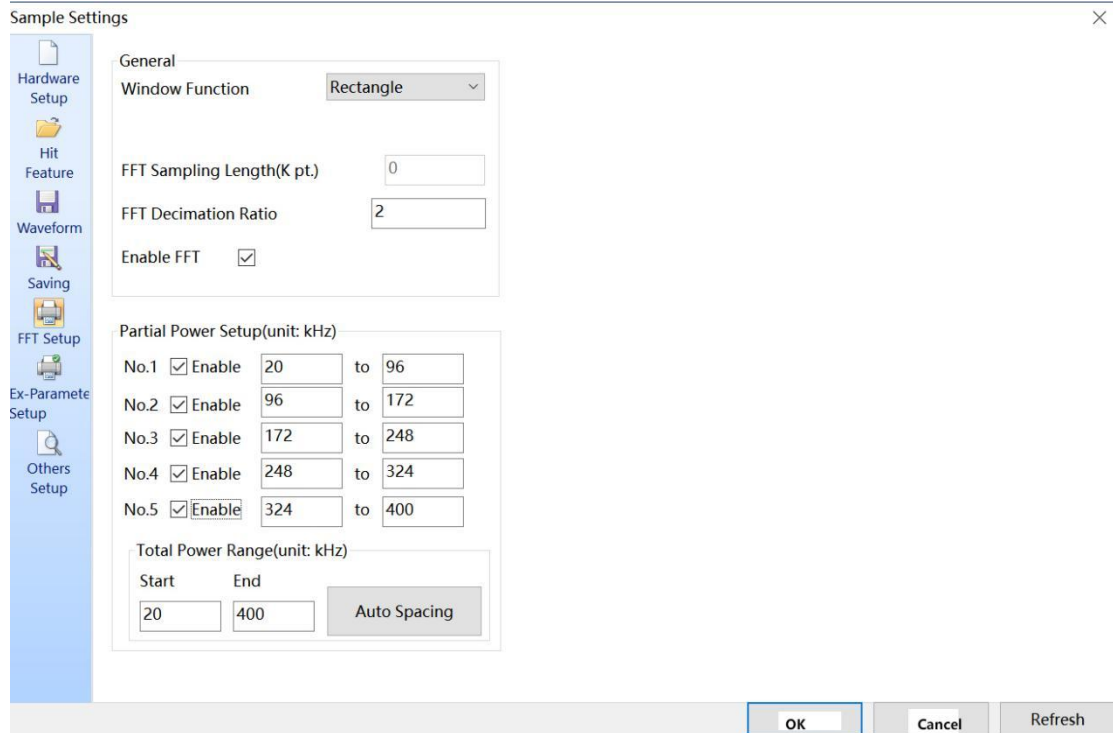 Sample Settings
Hardware
Setup
Hit
Feature
Waveform
Saving
FFT Setup
Ex-Paramete
Setup
Others
Setup
General
Window Function Rectangle
FFT Sampling Length(K pt.) 0
FFT Decimation Ratio 2
Enable FFT
Partial Power Setup(unit: kHz)
No.1 Enable 20 to 96
No.2 Enable 96 to 172
No.3 Enable 172 to 248
No.4 Enable 248 to 324
No.5 Enable 324 to 400
Total Power Range(unit: kHz)
Start End
20 400 Auto Spacing
OK Cancel Refresh